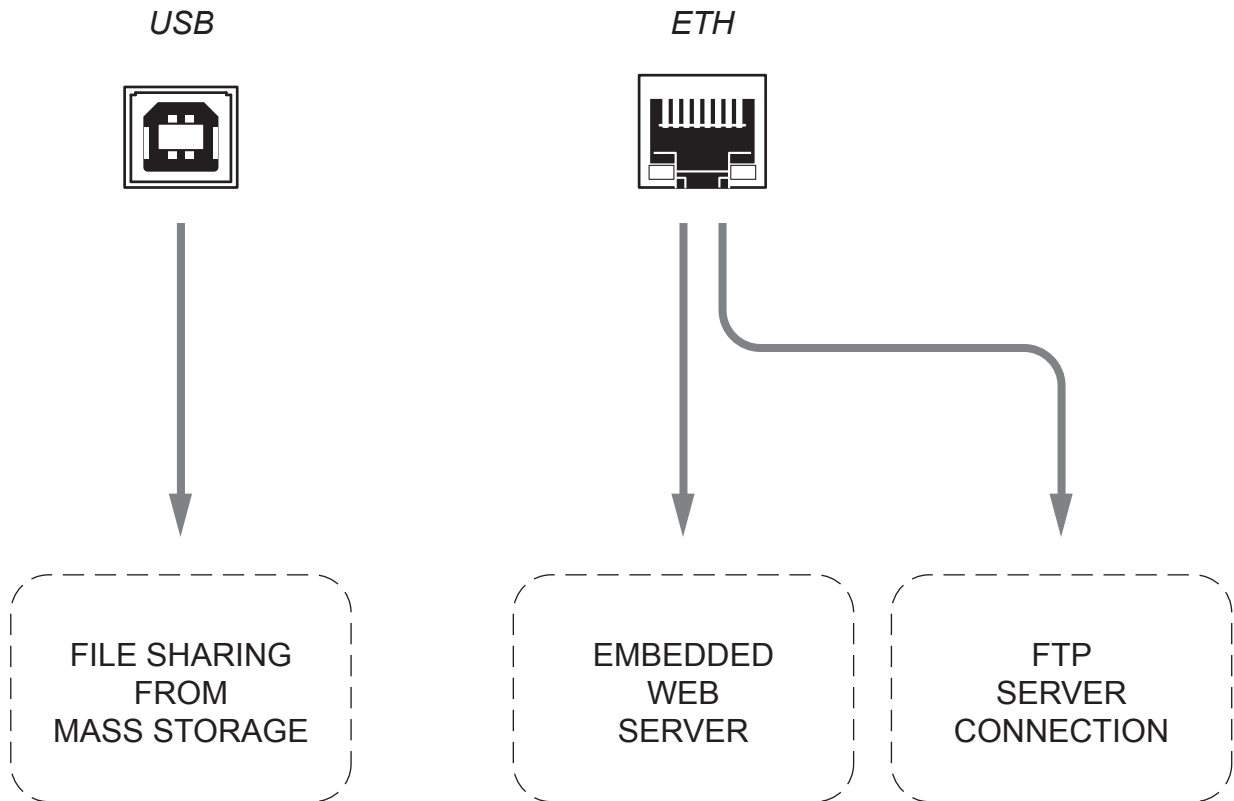 USB
ETH
FILE SHARING
FROM
MASS STORAGE
EMBEDDED
WEB
SERVER
FTP
SERVER
CONNECTION